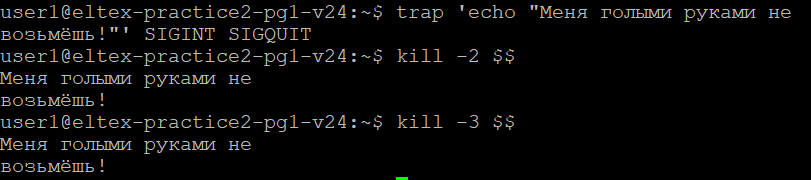 user1@eltex-practice2-pg1-v24:~$ trap 'echo "Меня голыми руками не
возьмёшь!"' SIGINT SIGQUIT
user1@eltex-practice2-pg1-v24:~$ kill -2 $$
Меня голыми руками не
возьмёшь!
user1@eltex-practice2-pg1-v24:~$ kill -3 $$
Меня голыми руками не
возьмёшь!